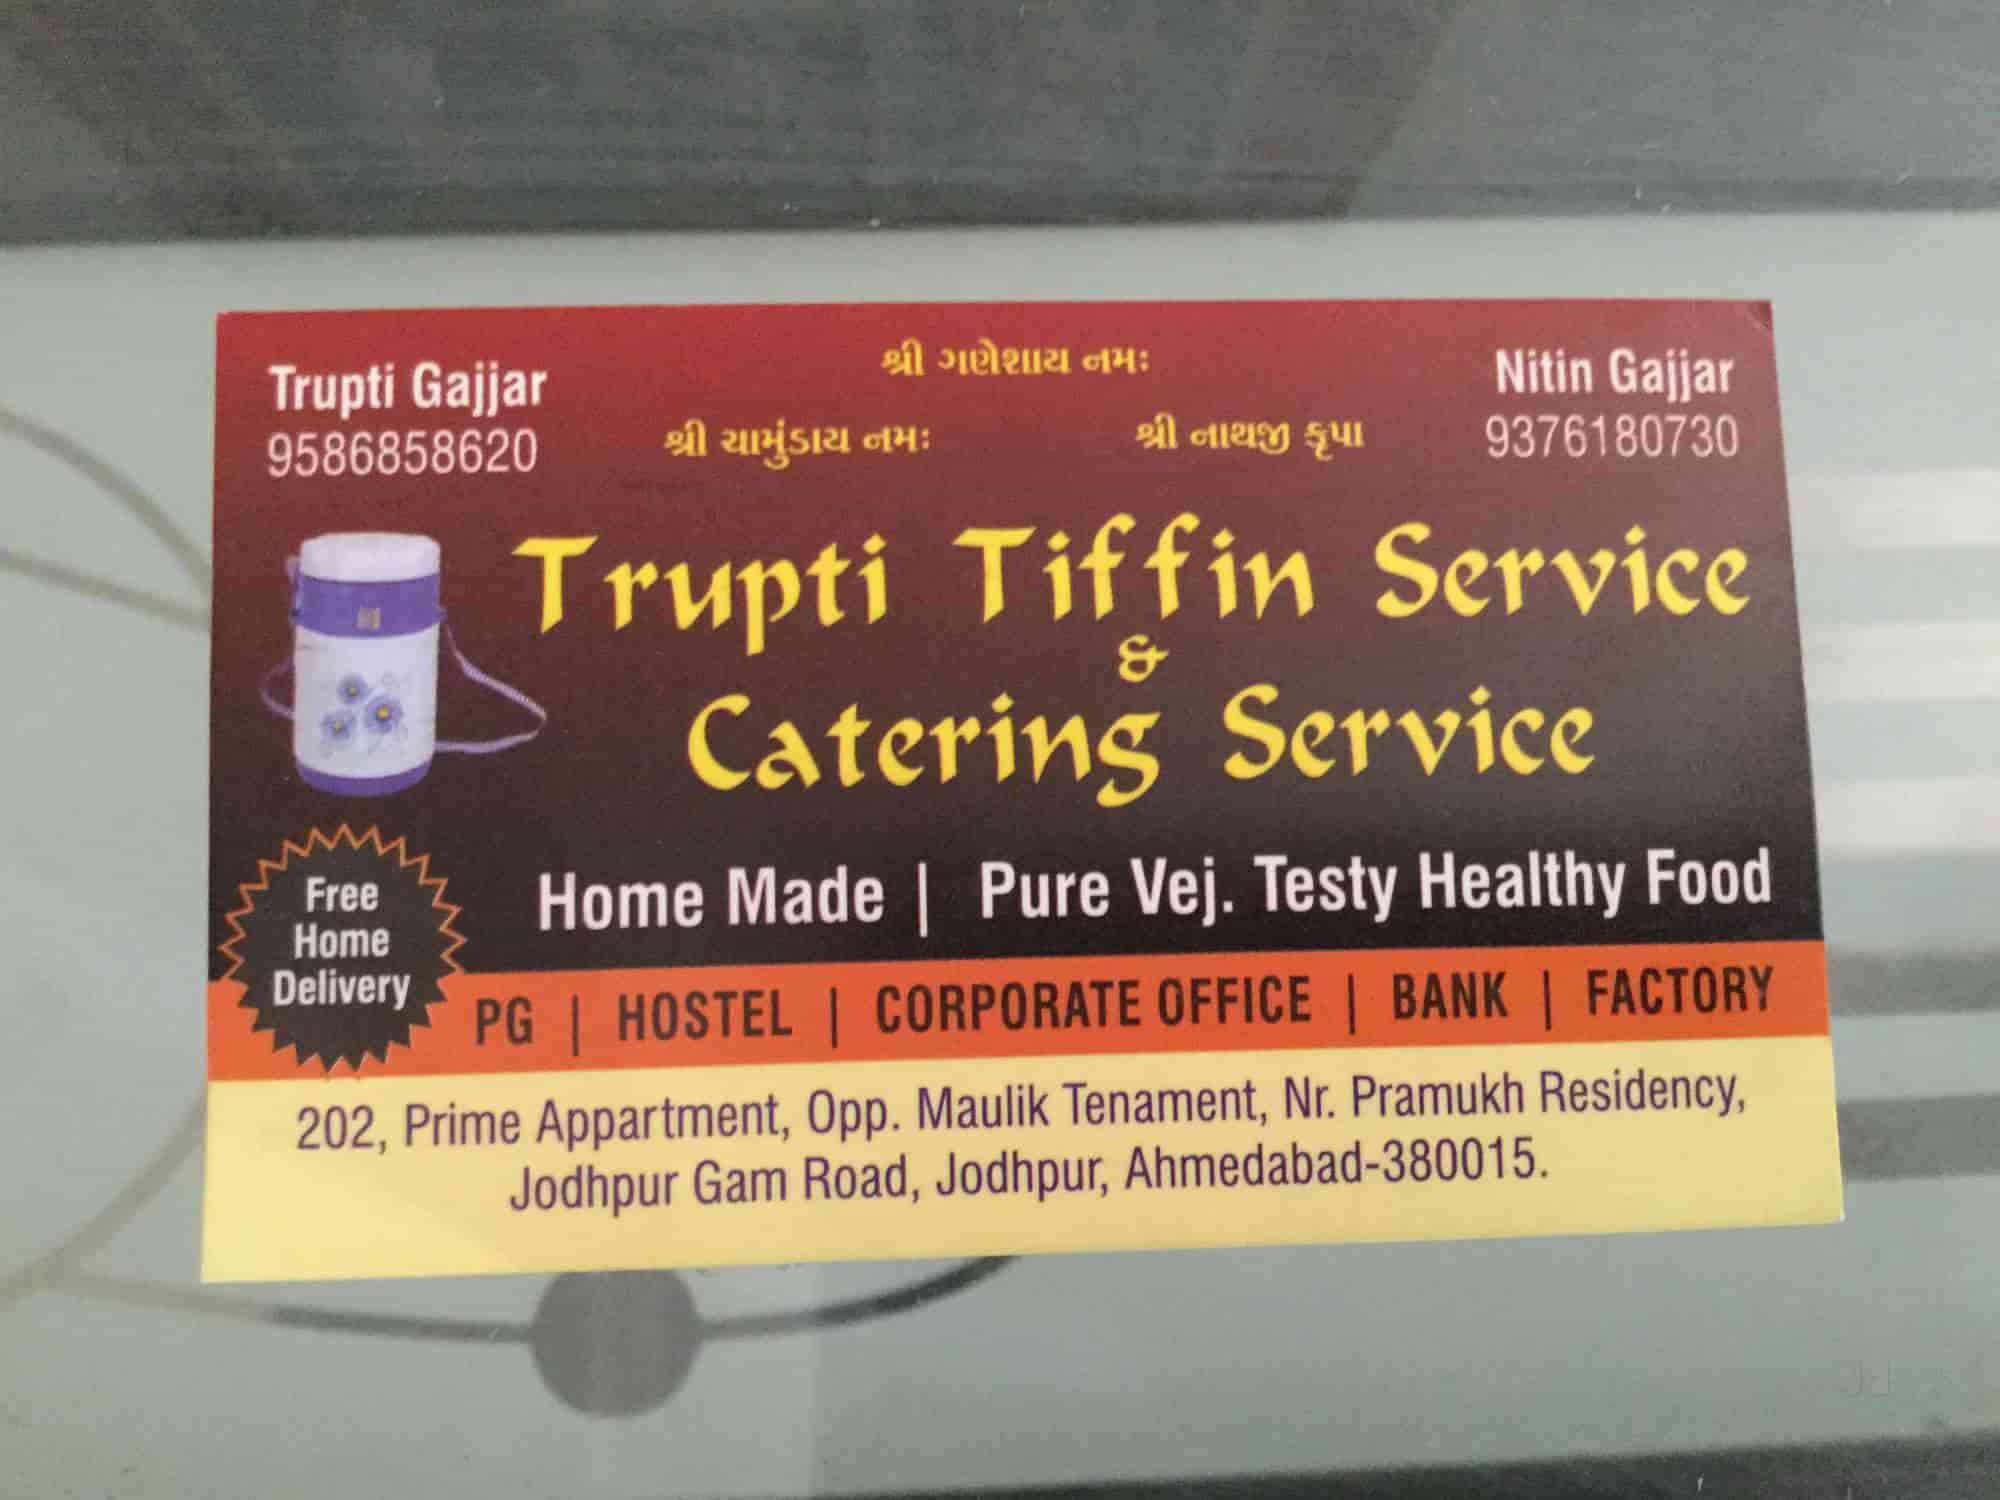 શ્રી ગણેશાય નમઃ
Trupti Gajjar
9586858620
શ્રી ચામુંડાય નમઃ
શ્રી નાથજી કૃપા
Nitin Gajjar
9376180730
Trupti Tiffin Service
&
Catering Service
Home Made | Pure Vej. Testy Healthy Food
Free
Home
Delivery
PG | HOSTEL | CORPORATE OFFICE | BANK | FACTORY
202, Prime Appartment, Opp. Maulik Tenament, Nr. Pramukh Residency,
Jodhpur Gam Road, Jodhpur, Ahmedabad-380015.